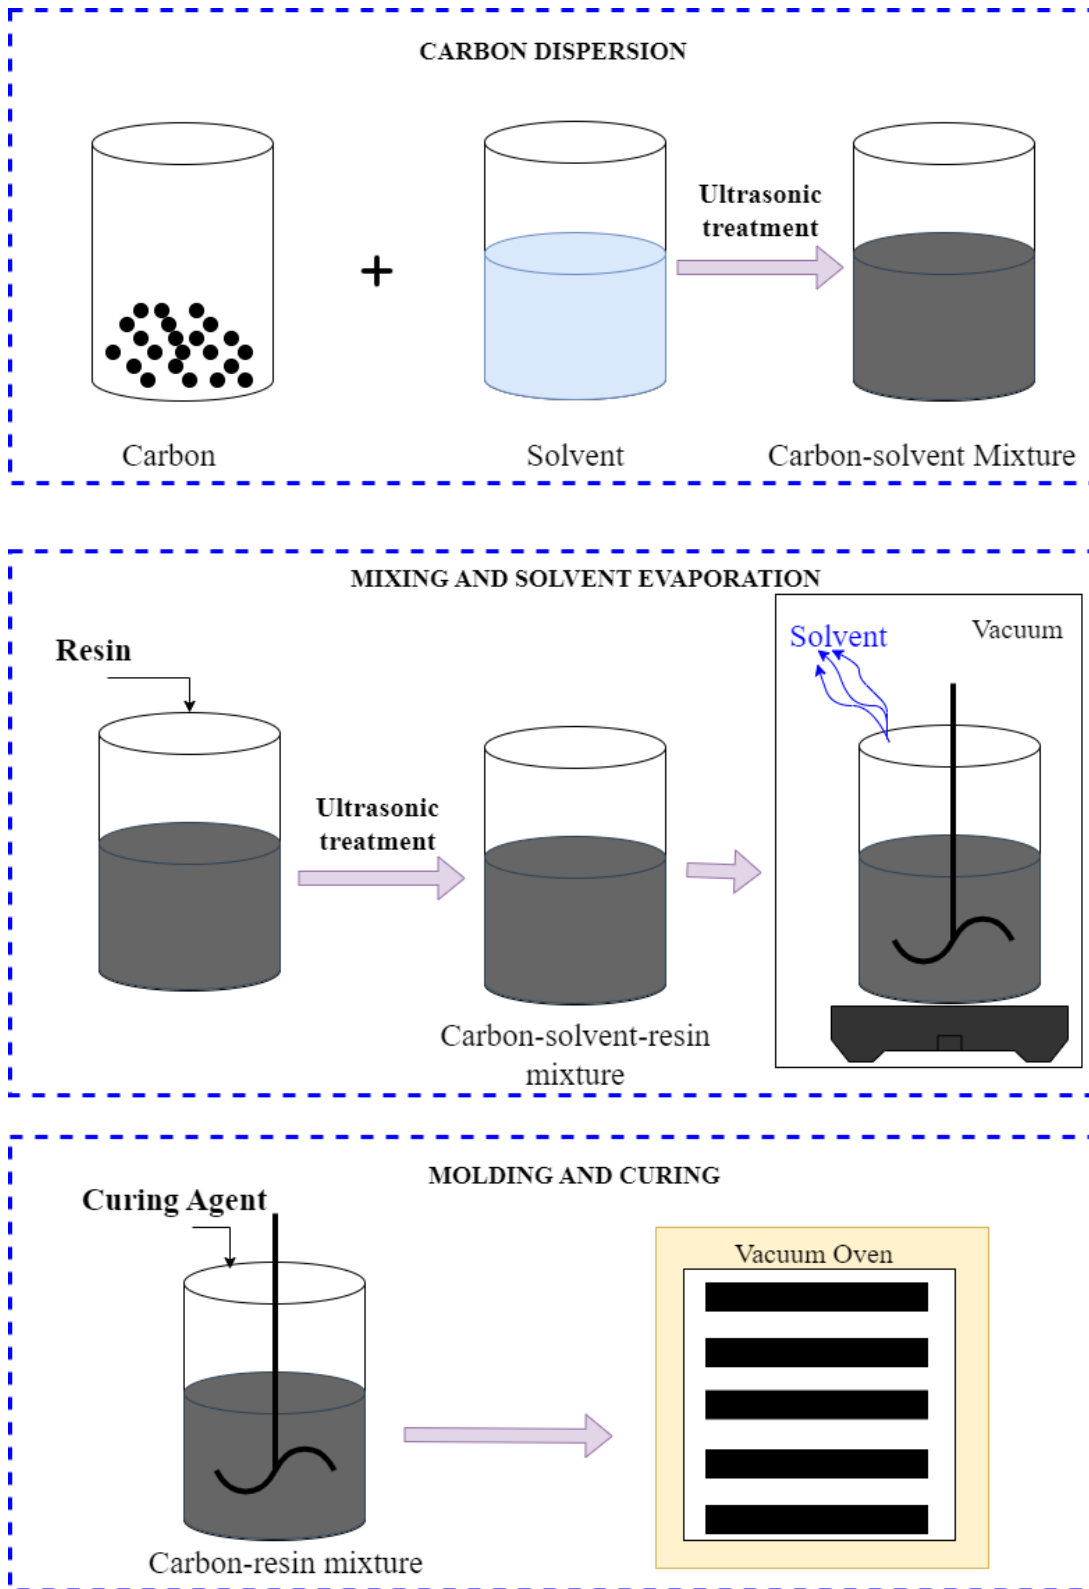 CARBON DISPERSION
Ultrasonic
treatment
+
Carbon
Solvent
Carbon-solvent Mixture
MIXING AND SOLVENT EVAPORATION
Resin
Solvent
Vacuum
Ultrasonic
treatment
Carbon-solvent-resin
mixture
MOLDING AND CURING
Curing Agent
Vacuum Oven
Carbon-resin mixture